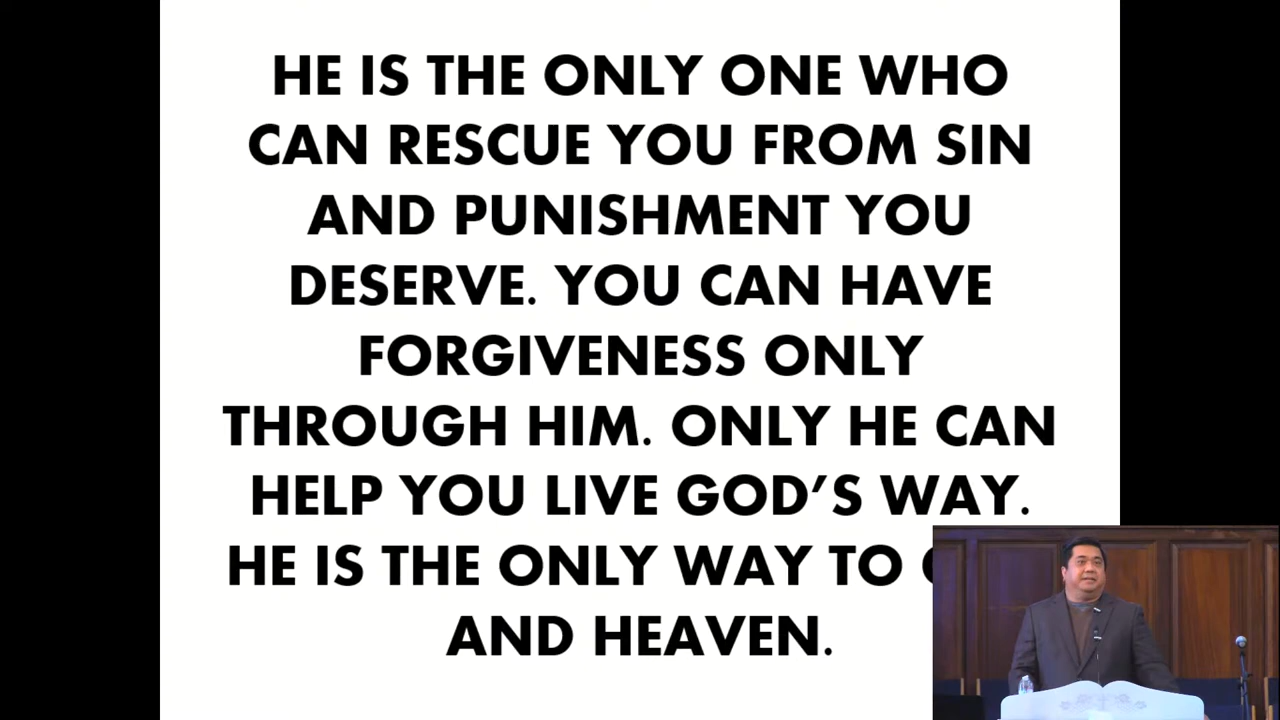 HE IS THE ONLY ONE WHO
CAN RESCUE YOU FROM SIN
AND PUNISHMENT YOU
DESERVE. YOU CAN HAVE
FORGIVENESS ONLY
THROUGH HIM. ONLY HE CAN
HELP YOU LIVE GOD’S WAY.
HE IS THE ONLY WAY TO
AND HEAVEN.